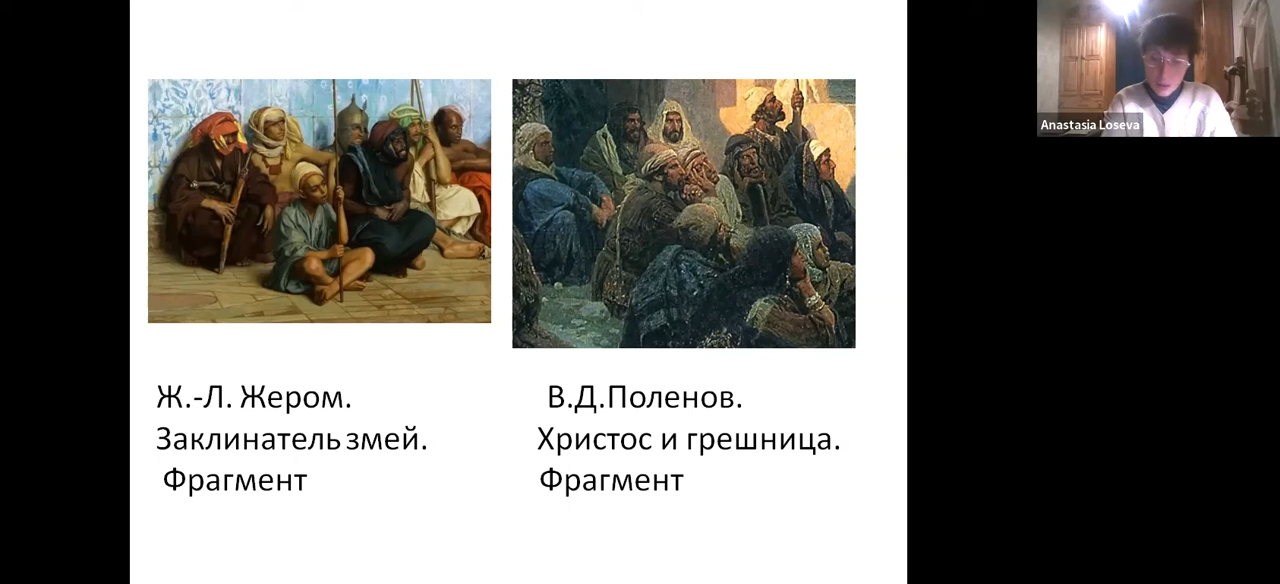 Anastasia Loseva
Ж.-Л. Жером.
Заклинатель змей.
Фрагмент
В.Д.Поленов.
Христос и грешница.
Фрагмент